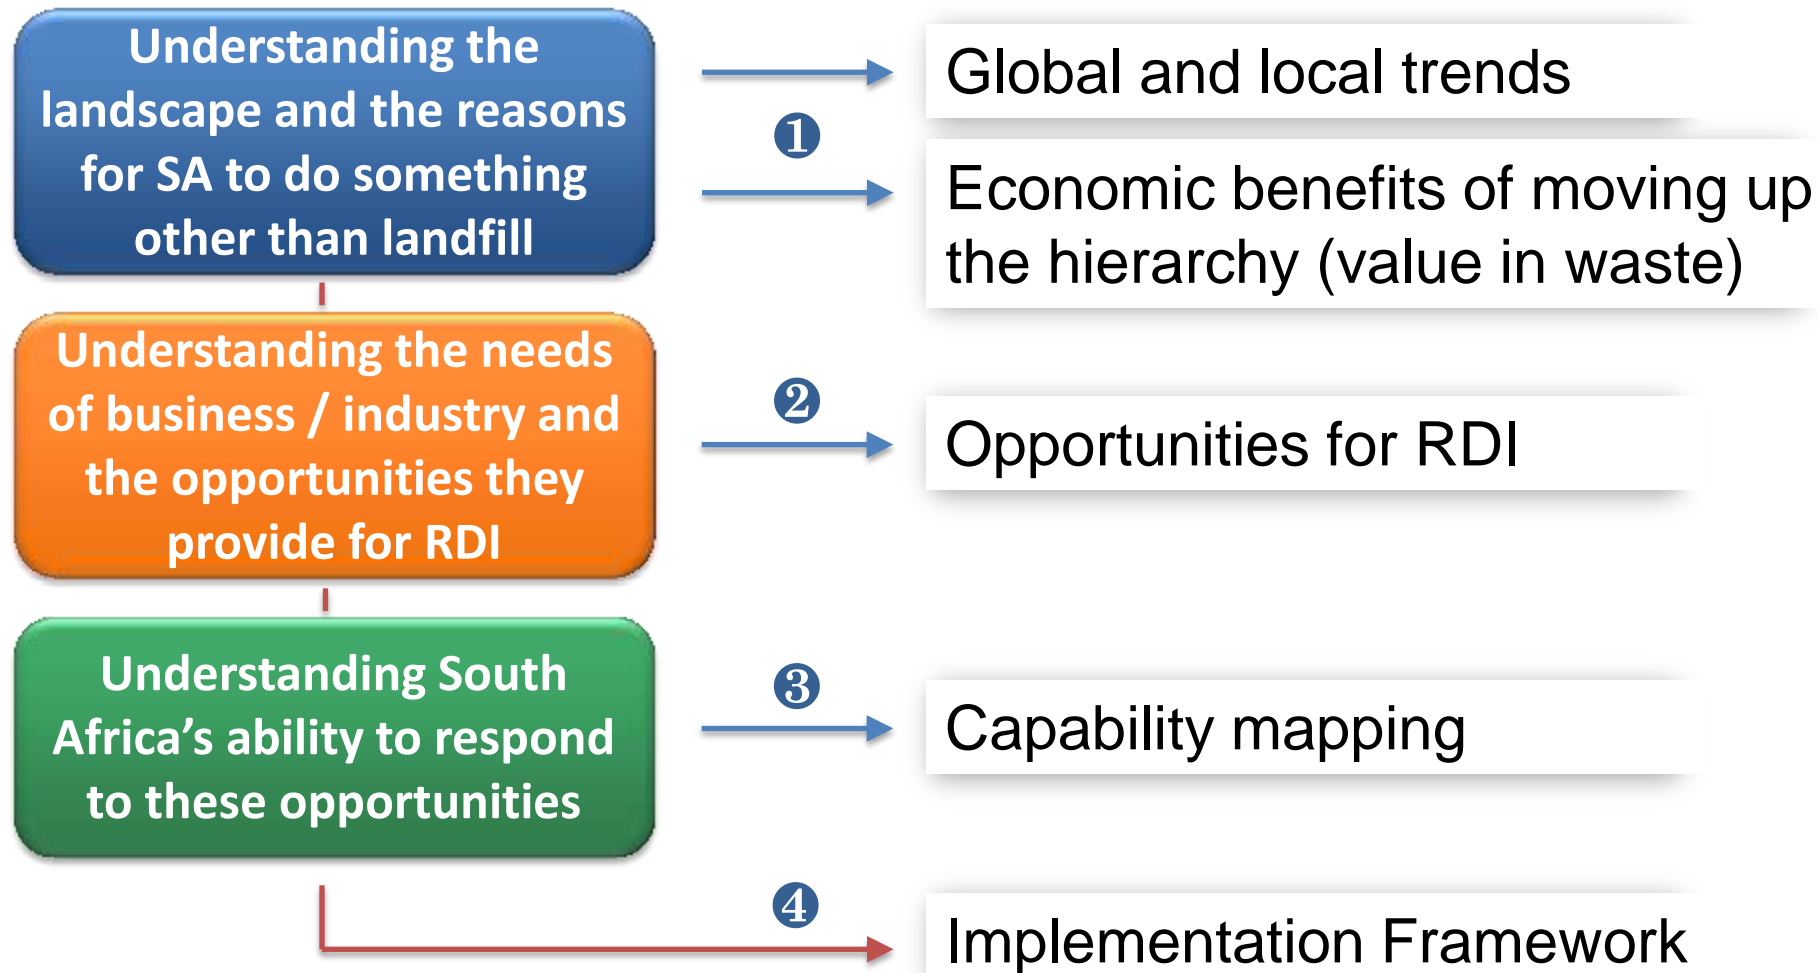 Understanding the
landscape and the reasons
for SA to do something
other than landfill
❶
Global and local trends
Economic benefits of moving up
the hierarchy (value in waste)
Understanding the needs
of business / industry and
the opportunities they
provide for RDI
❷
Opportunities for RDI
Understanding South
Africa’s ability to respond
to these opportunities
❸
Capability mapping
❹
Implementation Framework